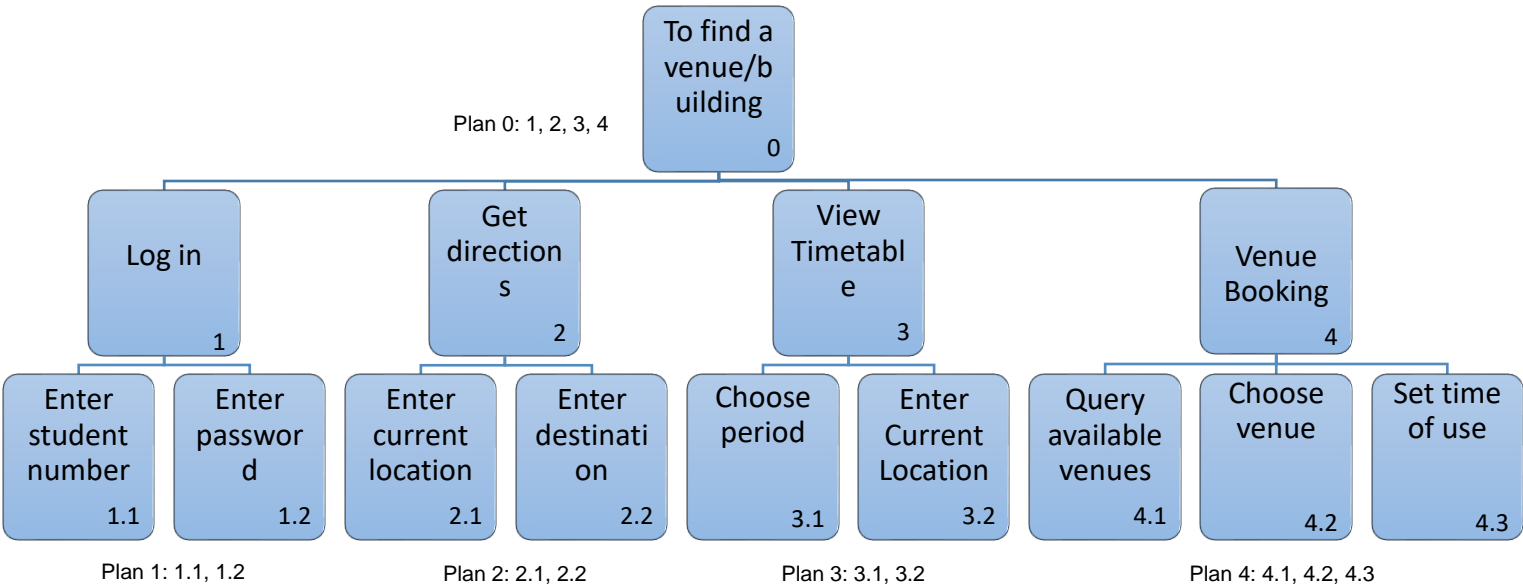 To find a
venue/b
uilding
0
Plan 0: 1, 2, 3, 4
Log in
1
Get
direction
s
2
View
Timetabl
e
3
Venue
Booking
4
Enter
student
number
1.1
Enter
passwor
d
1.2
Enter
current
location
2.1
Enter
destinati
on
2.2
Choose
period
3.1
Enter
Current
Location
3.2
Query
available
venues
4.1
Choose
venue
4.2
Set time
of use
4.3
Plan 1: 1.1, 1.2
Plan 2: 2.1, 2.2
Plan 3: 3.1, 3.2
Plan 4: 4.1, 4.2, 4.3